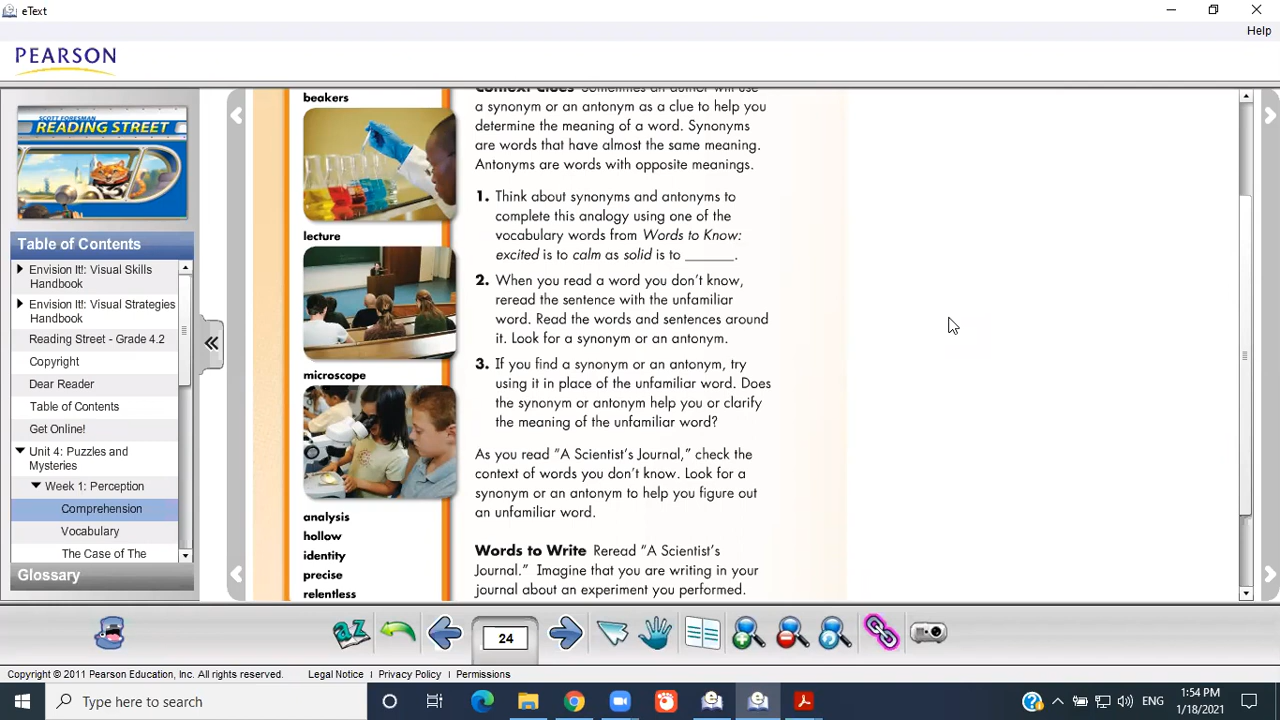 eText
Help
PEARSON
SCOTT FORESMAN
READING STREET
Table of Contents
Envision It!: Visual Skills
Handbook
Envision It!: Visual Strategies
Handbook
Reading Street - Grade 4.2
Copyright
Dear Reader
Table of Contents
Get Online!
Unit 4: Puzzles and
Mysteries
Week 1: Perception
Comprehension
Vocabulary
The Case of The
Glossary
beakers
lecture
microscope
analysis
hollow
identity
precise
relentless
Context Clues Sometimes an author will use
a synonym or an antonym as a clue to help you
determine the meaning of a word. Synonyms
are words that have almost the same meaning.
Antonyms are words with opposite meanings.
1. Think about synonyms and antonyms to
complete this analogy using one of the
vocabulary words from Words to Know:
excited is to calm as solid is to ______.
2. When you read a word you don't know,
reread the sentence with the unfamiliar
word. Read the words and sentences around
it. Look for a synonym or an antonym.
3. If you find a synonym or an antonym, try
using it in place of the unfamiliar word. Does
the synonym or antonym help you or clarify
the meaning of the unfamiliar word?
As you read "A Scientist's Journal," check the
context of words you don't know. Look for a
synonym or an antonym to help you figure out
an unfamiliar word.
Words to Write Reread "A Scientist's
Journal." Imagine that you are writing in your
journal about an experiment you performed.
a z
24
Copyright © 2011 Pearson Education, Inc. All rights reserved. Legal Notice | Privacy Policy | Permissions
Type here to search
ENG
1:54 PM
1/18/2021